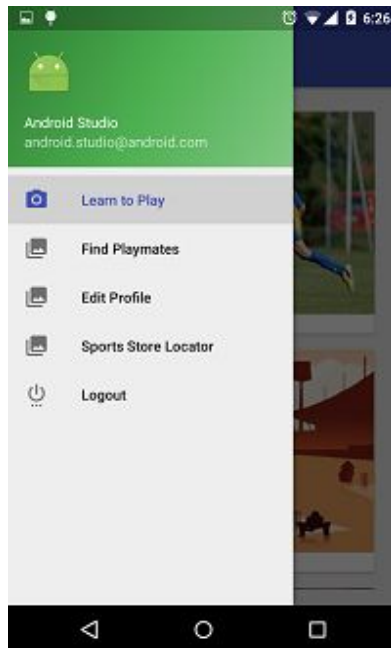 6:26
Android Studio
android.studio@android.com
Learn to Play
Find Playmates
Edit Profile
Sports Store Locator
Logout